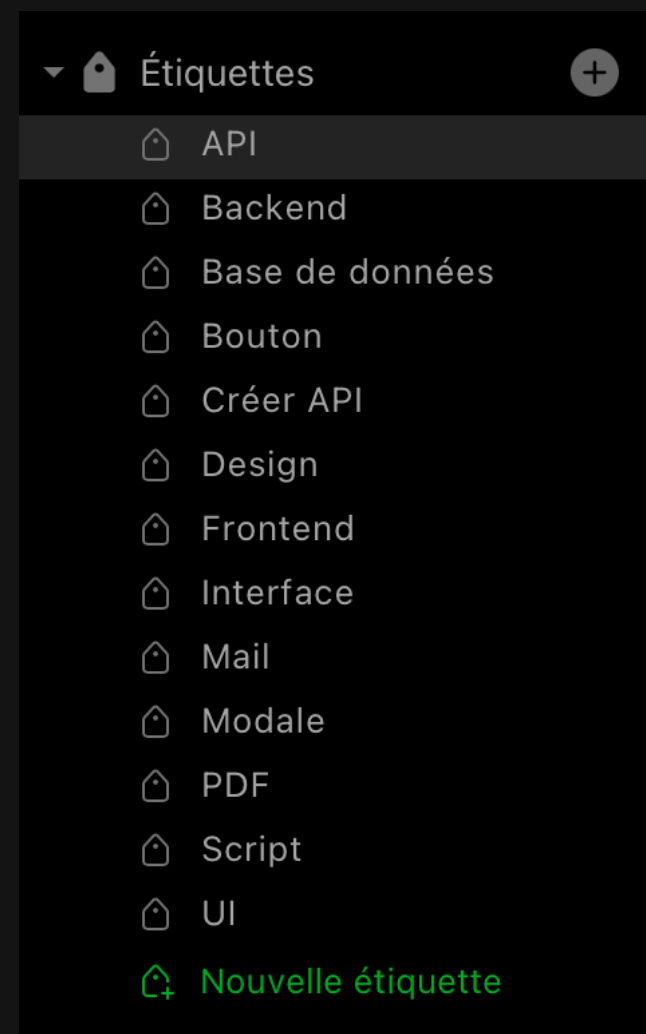 Étiquettes
API
Backend
Base de données
Bouton
Créer API
Design
Frontend
Interface
Mail
Modale
PDF
Script
UI
Nouvelle étiquette